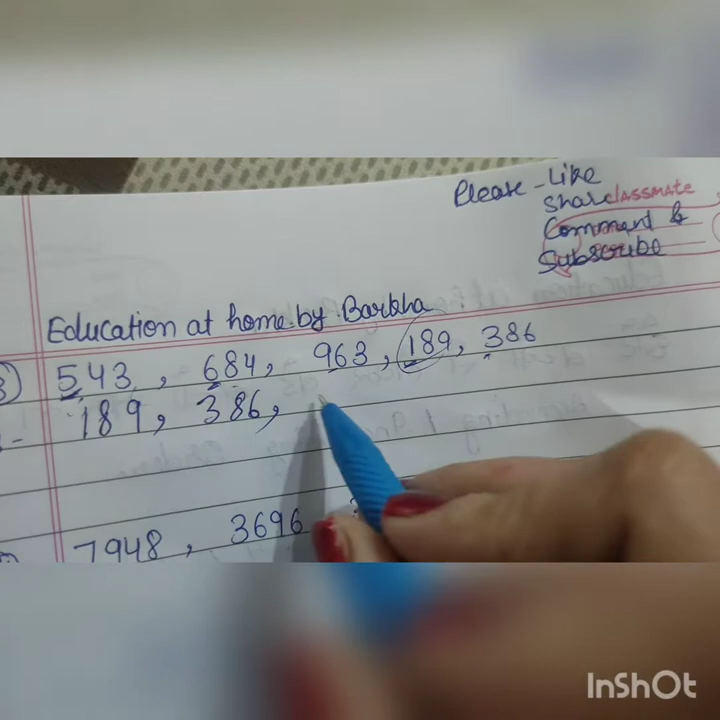 Please - Like
Share classmate
Comment &
Subscribe
Education at home by Barkha
543, 684, 963, 189, 386
189, 386,
7948, 3696
InShOt